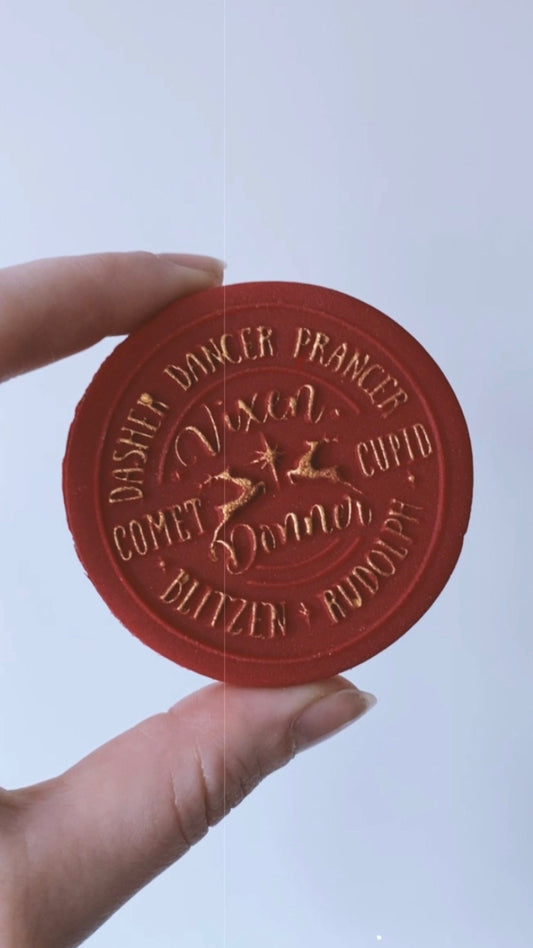 DASHER DANCER PRANCER
Vixen
COMET
CUPID
Donner
BLITZEN RUDOLPH